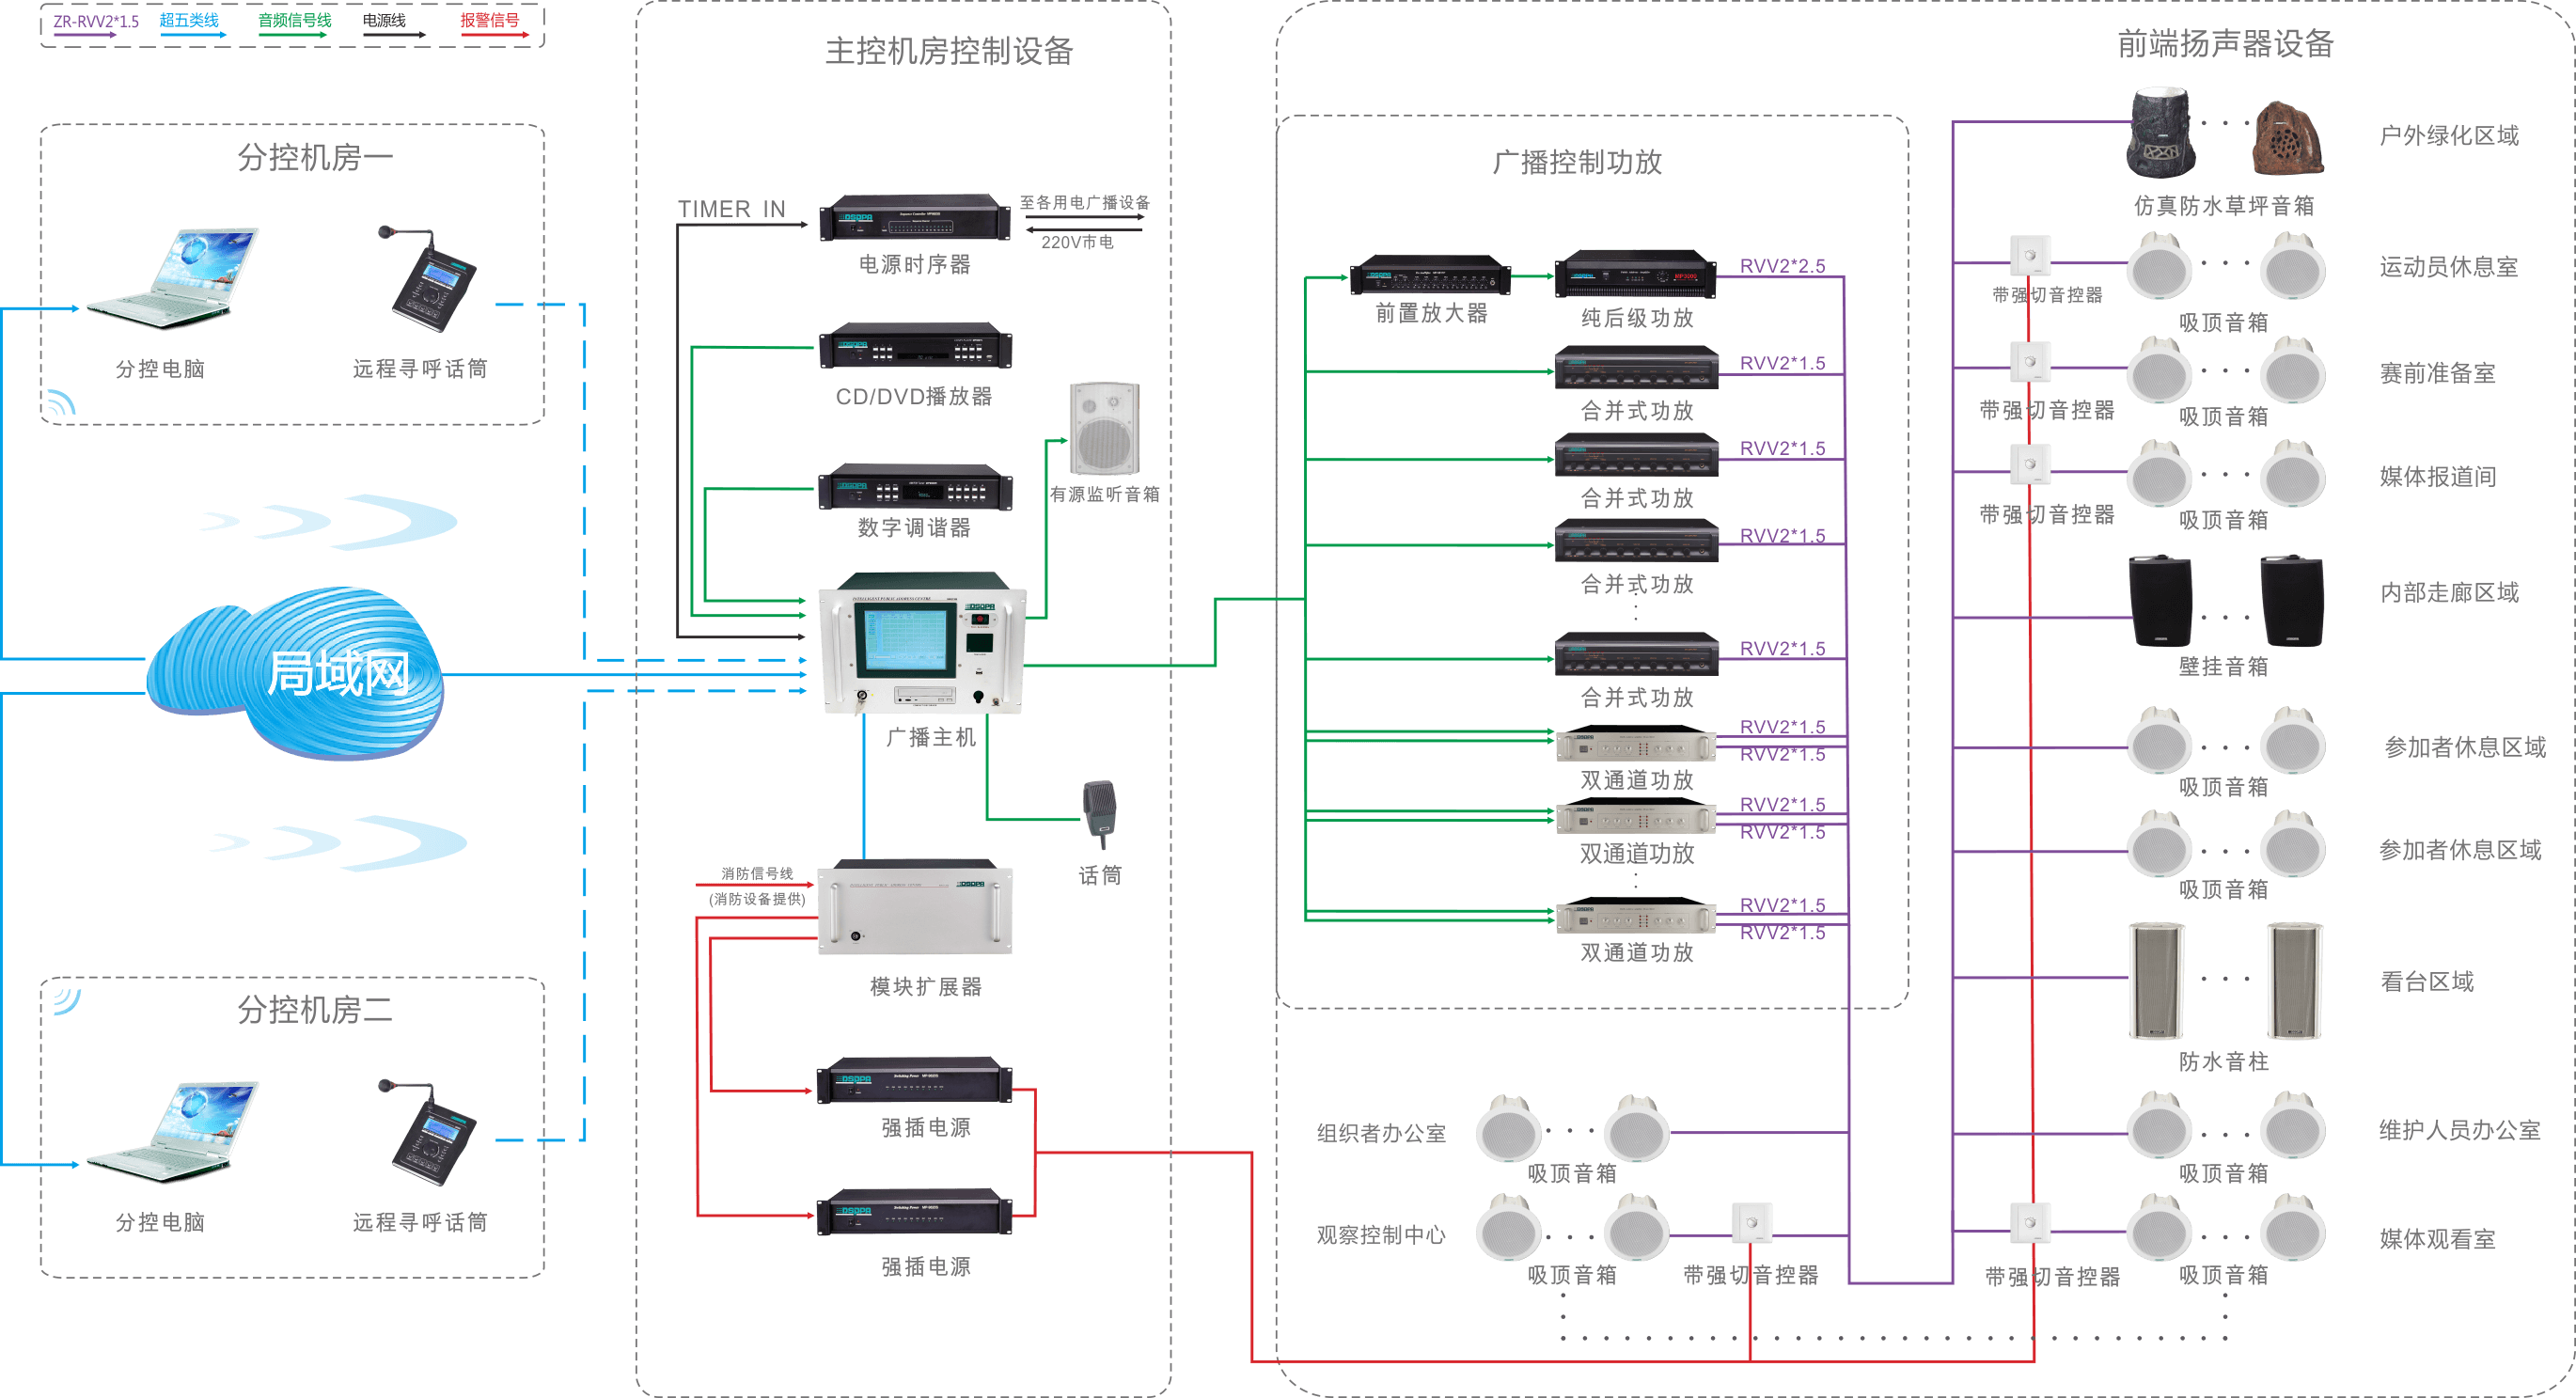 ZR-RVV2*1.5 超五类线 音频信号线 电源线 报警信号
分控机房一
分控电脑 远程寻呼话筒
局域网
分控机房二
分控电脑 远程寻呼话筒
主控机房控制设备
TIMER IN
DSPPA
至各用电广播设备
220V市电
电源时序器
DSPPA
CD/DVD播放器
有源监听音箱
DSPPA
数字调谐器
DSPPA
广播主机
话筒
消防信号线
(消防设备提供)
DSPPA
模块扩展器
DSPPA
强插电源
DSPPA
强插电源
前端扬声器设备
广播控制功放
DSPPA
前置放大器
纯后级功放
RVV2*2.5
合并式功放
RVV2*1.5
合并式功放
RVV2*1.5
合并式功放
RVV2*1.5
合并式功放
RVV2*1.5
双通道功放
RVV2*1.5
RVV2*1.5
双通道功放
RVV2*1.5
RVV2*1.5
双通道功放
RVV2*1.5
RVV2*1.5
组织者办公室
吸顶音箱
观察控制中心
吸顶音箱
带强切音控器
户外绿化区域
仿真防水草坪音箱
运动员休息室
带强切音控器
吸顶音箱
赛前准备室
带强切音控器
吸顶音箱
媒体报道间
带强切音控器
吸顶音箱
内部走廊区域
壁挂音箱
参加者休息区域
吸顶音箱
参加者休息区域
吸顶音箱
看台区域
防水音柱
维护人员办公室
吸顶音箱
媒体观看室
带强切音控器
吸顶音箱